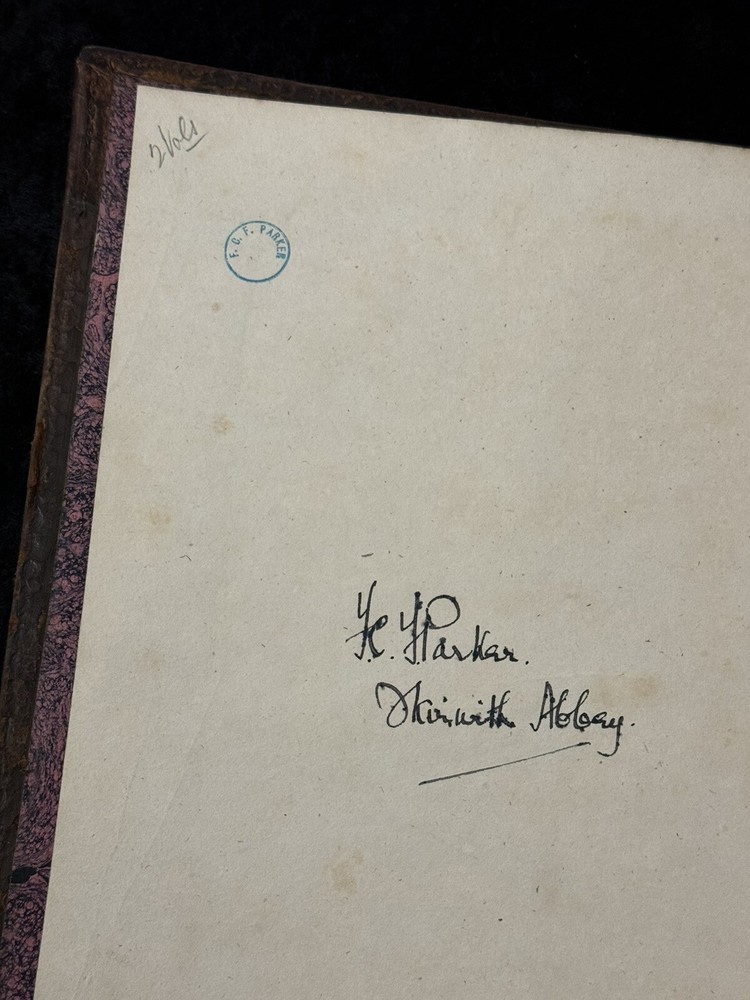 2 Vols
F. C. F. PARKER
F.C. F. Parker.
Skirwith Abbey.